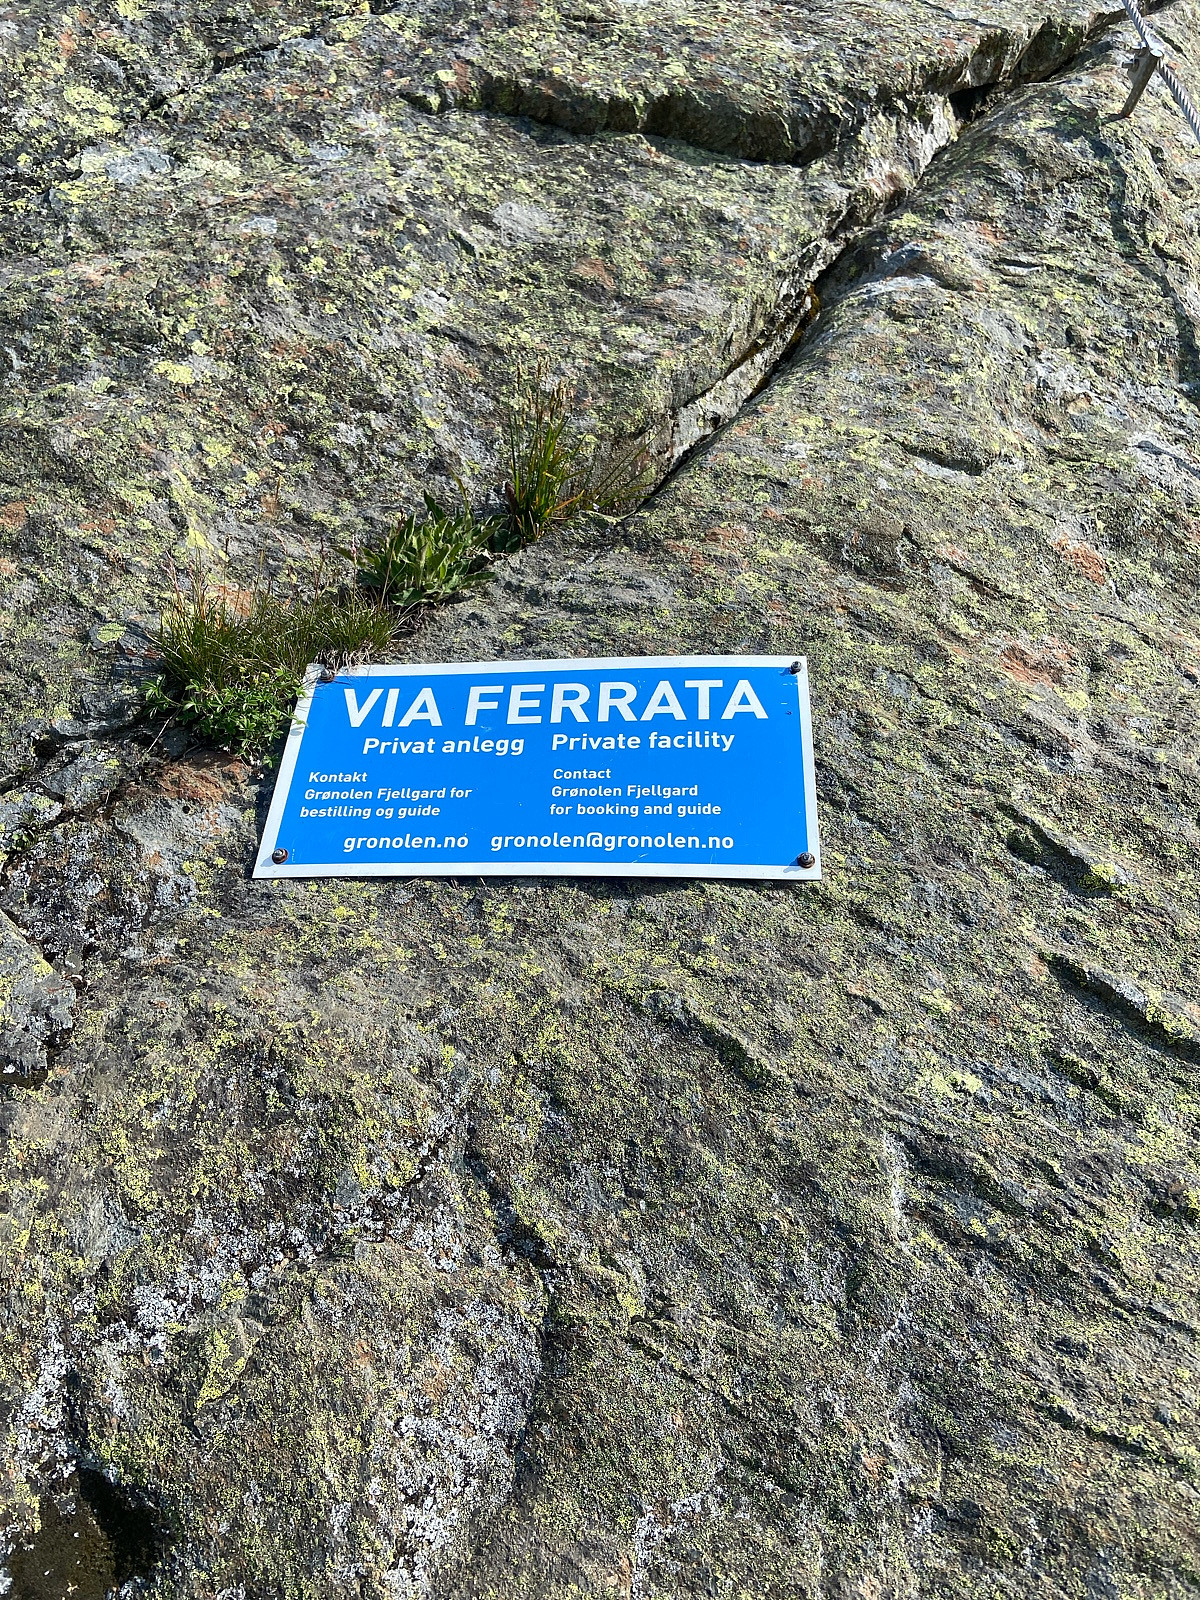 VIA FERRATA
Privat anlegg Private facility
Kontakt
Grønolen Fjellgard for
bestilling og guide
Contact
Grønolen Fjellgard
for booking and guide
gronolen.no gronolen@gronolen.no